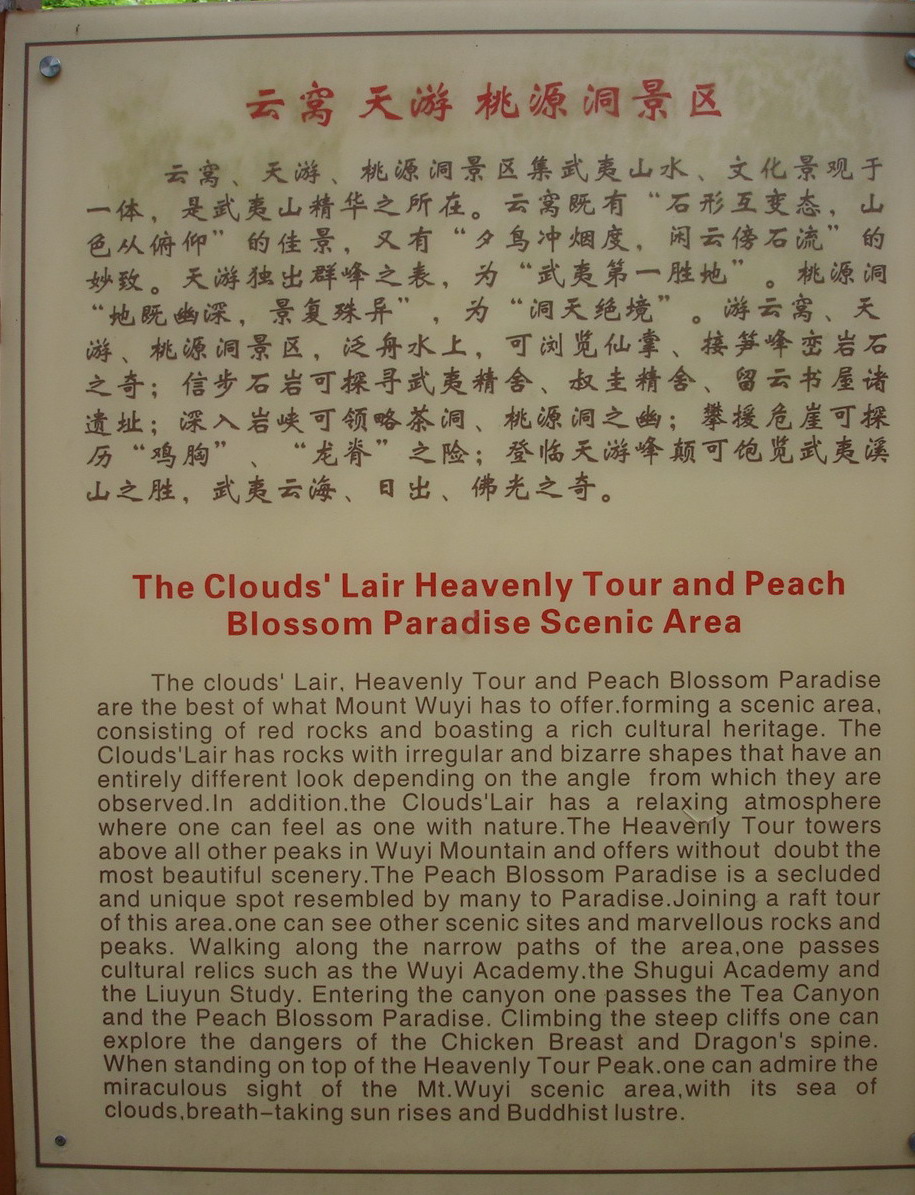 云窝 天游 桃源洞景区
云窝、天游、桃源洞景区集武夷山水、文化景观于
一体，是武夷山精华之所在。云窝既有“石形互变态，山
色从俯仰”的佳景，又有“夕鸟冲烟度，闲云傍石流”的
妙致。天游独出群峰之表，为“武夷第一胜地”。桃源洞
“地既幽深，景复殊异”，为“洞天绝境”。游云窝、天
游、桃源洞景区，泛舟水上，可浏览仙掌、接笋峰峦岩石
之奇；信步石岩可探寻武夷精舍、叔圭精舍、留云书屋诸
遗址；深入岩峡可领略茶洞、桃源洞之幽；攀援危崖可探
历“鸡胸”、“龙脊”之险；登临天游峰颠可饱览武夷溪
山之胜，武夷云海、日出、佛光之奇。
The Clouds' Lair Heavenly Tour and Peach
Blossom Paradise Scenic Area
The clouds' Lair, Heavenly Tour and Peach Blossom Paradise
are the best of what Mount Wuyi has to offer.forming a scenic area,
consisting of red rocks and boasting a rich cultural heritage. The
Clouds'Lair has rocks with irregular and bizarre shapes that have an
entirely different look depending on the angle from which they are
observed.In addition.the Clouds'Lair has a relaxing atmosphere
where one can feel as one with nature.The Heavenly Tour towers
above all other peaks in Wuyi Mountain and offers without doubt the
most beautiful scenery.The Peach Blossom Paradise is a secluded
and unique spot resembled by many to Paradise.Joining a raft tour
of this area.one can see other scenic sites and marvellous rocks and
peaks. Walking along the narrow paths of the area,one passes
cultural relics such as the Wuyi Academy.the Shugui Academy and
the Liuyun Study. Entering the canyon one passes the Tea Canyon
and the Peach Blossom Paradise. Climbing the steep cliffs one can
explore the dangers of the Chicken Breast and Dragon's spine.
When standing on top of the Heavenly Tour Peak.one can admire the
miraculous sight of the Mt.Wuyi scenic area,with its sea of
clouds,breath-taking sun rises and Buddhist lustre.